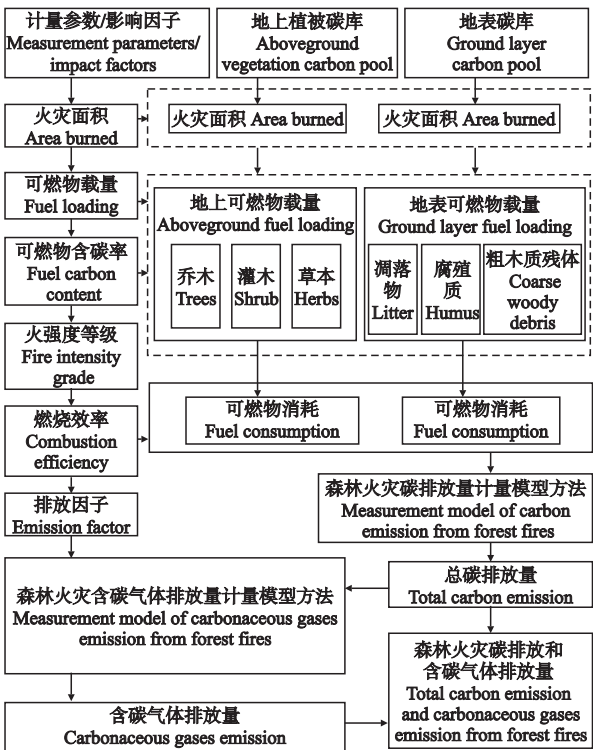 计量参数/影响因子
Measurement parameters/
impact factors
地上植被碳库
Aboveground
vegetation carbon pool
地表碳库
Ground layer
carbon pool
火灾面积
Area burned
火灾面积 Area burned
火灾面积 Area burned
可燃物载量
Fuel loading
地上可燃物载量
Aboveground fuel loading
乔木
Trees
灌木
Shrub
草本
Herbs
地表可燃物载量
Ground layer fuel loading
凋落
物
Litter
腐殖
质
Humus
粗木质残体
Coarse
woody
debris
可燃物含碳率
Fuel carbon
content
火强度等级
Fire intensity
grade
燃烧效率
Combustion
efficiency
可燃物消耗
Fuel consumption
可燃物消耗
Fuel consumption
排放因子
Emission factor
森林火灾碳排放量计量模型方法
Measurement model of carbon
emission from forest fires
总碳排放量
Total carbon emission
森林火灾含碳气体排放量计量模型方法
Measurement model of carbonaceous gases
emission from forest fires
森林火灾碳排放和
含碳气体排放量
Total carbon emission
and carbonaceous gases
emission from forest fires
含碳气体排放量
Carbonaceous gases emission